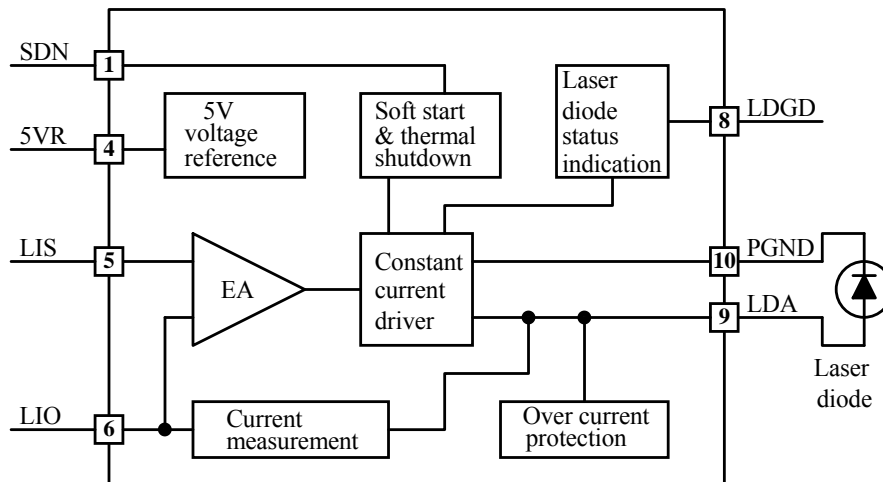 SDN
1
5V
voltage
reference
Soft start
& thermal
shutdown
Laser
diode
status
indication
8
LDGD
5VR
4
LIS
5
EA
Constant
current
driver
10
PGND
9
LDA
Laser
diode
LIO
6
Current
measurement
Over current
protection